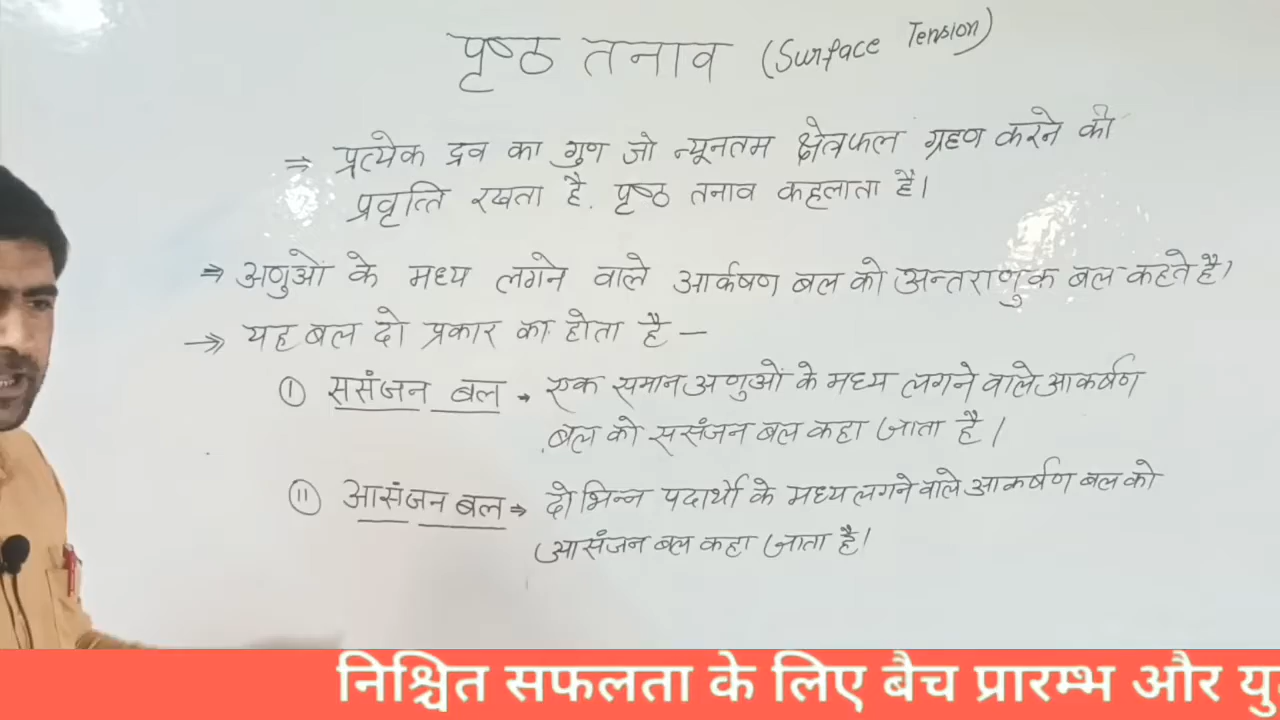 पृष्ठ तनाव (Surface Tension)
⇒ प्रत्येक द्रव का गुण जो न्यूनतम क्षेत्रफल ग्रहण करने की
प्रवृत्ति रखता है. पृष्ठ तनाव कहलाता है।
⇒ अणुओं के मध्य लगने वाले आर्कषण बल को अन्तराणुक बल कहते है।
⇒ यह बल दो प्रकार का होता है –
(i) ससंजन बल → एक समान अणुओं के मध्य लगने वाले आकर्षण
बल को ससंजन बल कहा जाता है।
(ii) आसंजन बल ⇒ दो भिन्न पदार्थो के मध्य लगने वाले आकर्षण बल को
आसंजन बल कहा जाता है।
निश्चित सफलता के लिए बैच प्रारम्भ और